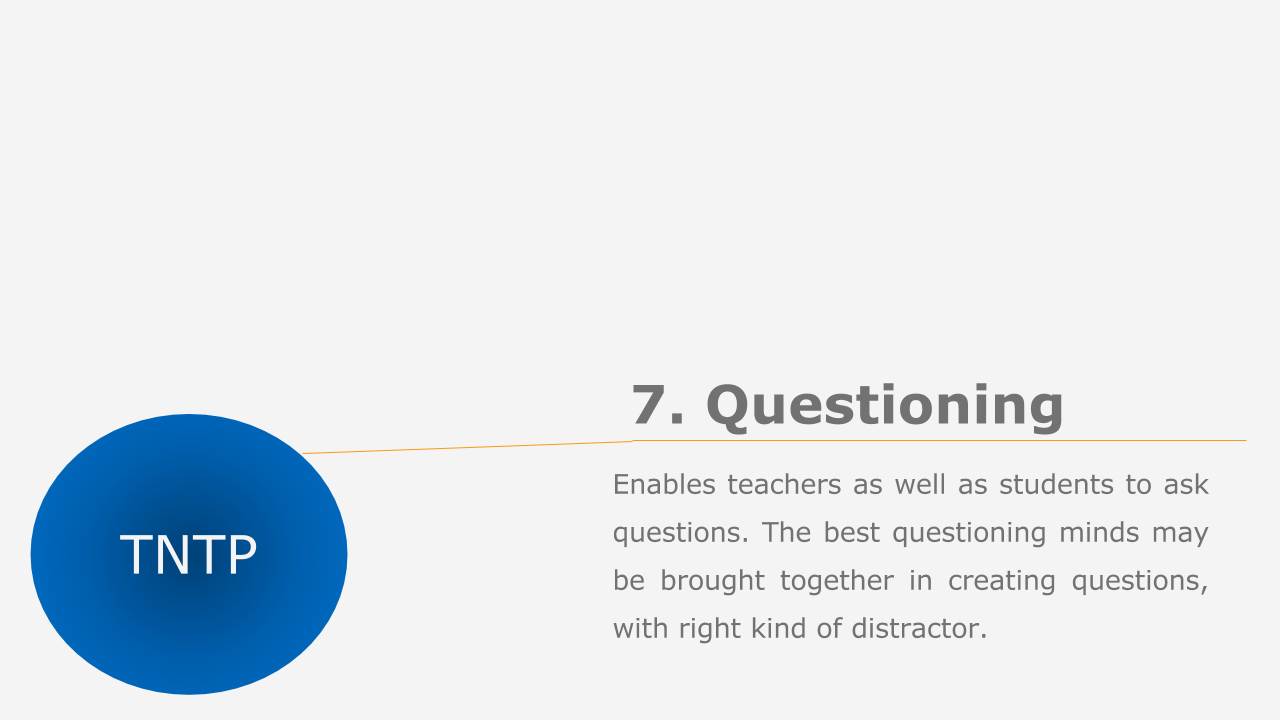 7. Questioning
Enables teachers as well as students to ask
questions. The best questioning minds may
be brought together in creating questions,
with right kind of distractor.
TNTP